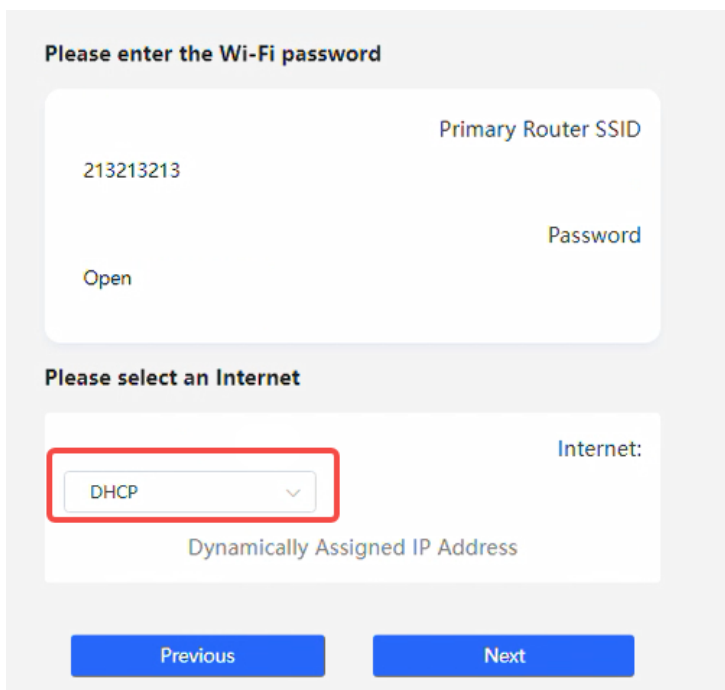 Please enter the Wi-Fi password
Primary Router SSID
213213213
Password
Open
Please select an Internet
Internet:
DHCP
Dynamically Assigned IP Address
Previous
Next